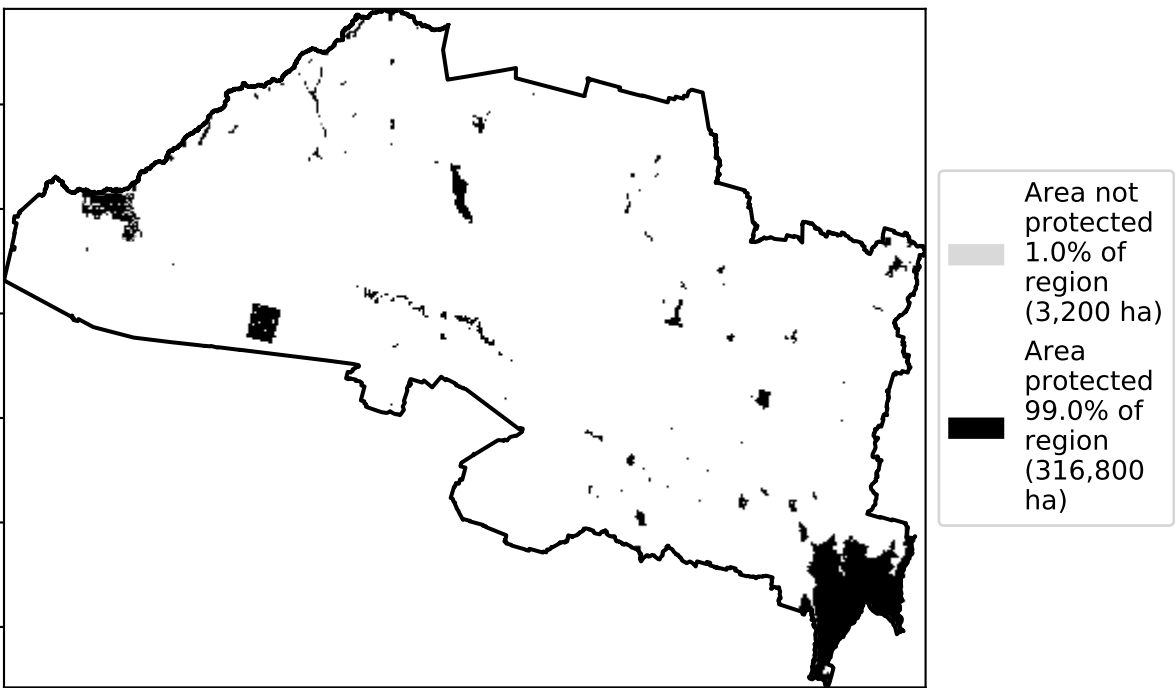 Area not
protected
1.0% of
region
(3,200 ha)
Area
protected
99.0% of
region
(316,800
ha)